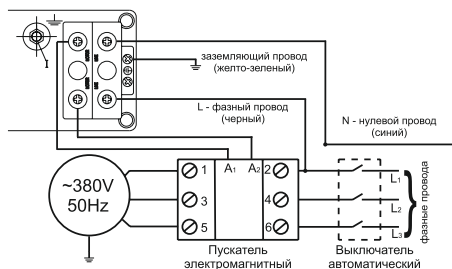 заземляющий провод
(желто-зеленый)
L - фазный провод
(черный)
N - нулевой провод
(синий)
I
~380V
50Hz
1 A1 A2 2
3 4
5 6
L1
L2
L3
фазные провода
Пускатель
электромагнитный
Выключатель
автоматический